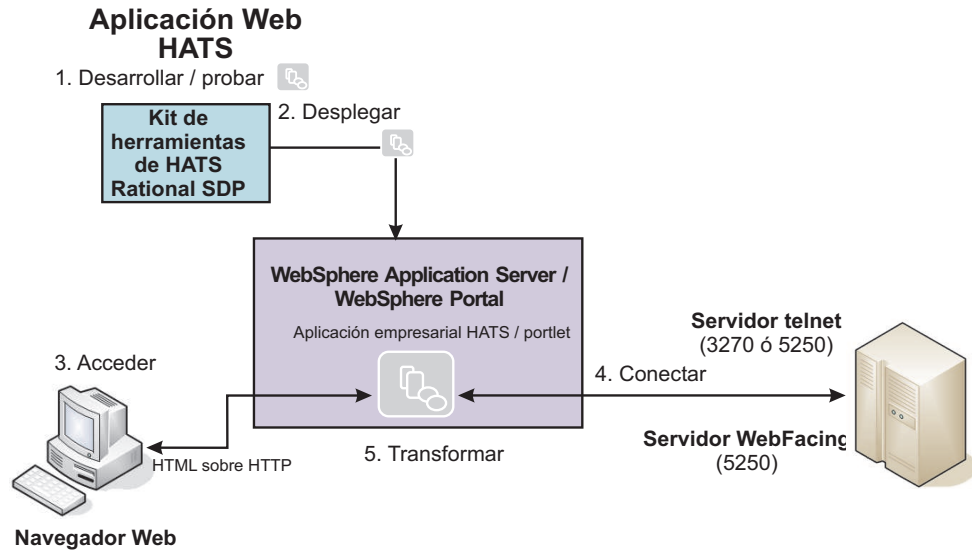 Aplicación Web
HATS
1. Desarrollar / probar
2. Desplegar
Kit de
herramientas
de HATS
Rational SDP
WebSphere Application Server /
WebSphere Portal
Aplicación empresarial HATS / portlet
Servidor telnet
(3270 ó 5250)
3. Acceder
4. Conectar
HTML sobre HTTP
5. Transformar
Servidor WebFacing
(5250)
Navegador Web